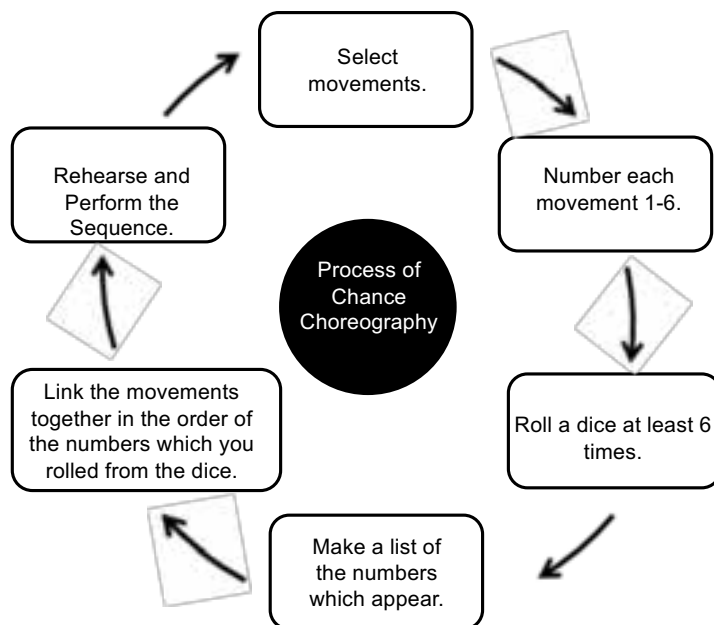 Select
movements.
Number each
movement 1-6.
Roll a dice at least 6
times.
Make a list of
the numbers
which appear.
Link the movements
together in the order of
the numbers which you
rolled from the dice.
Rehearse and
Perform the
Sequence.
Process of
Chance
Choreography